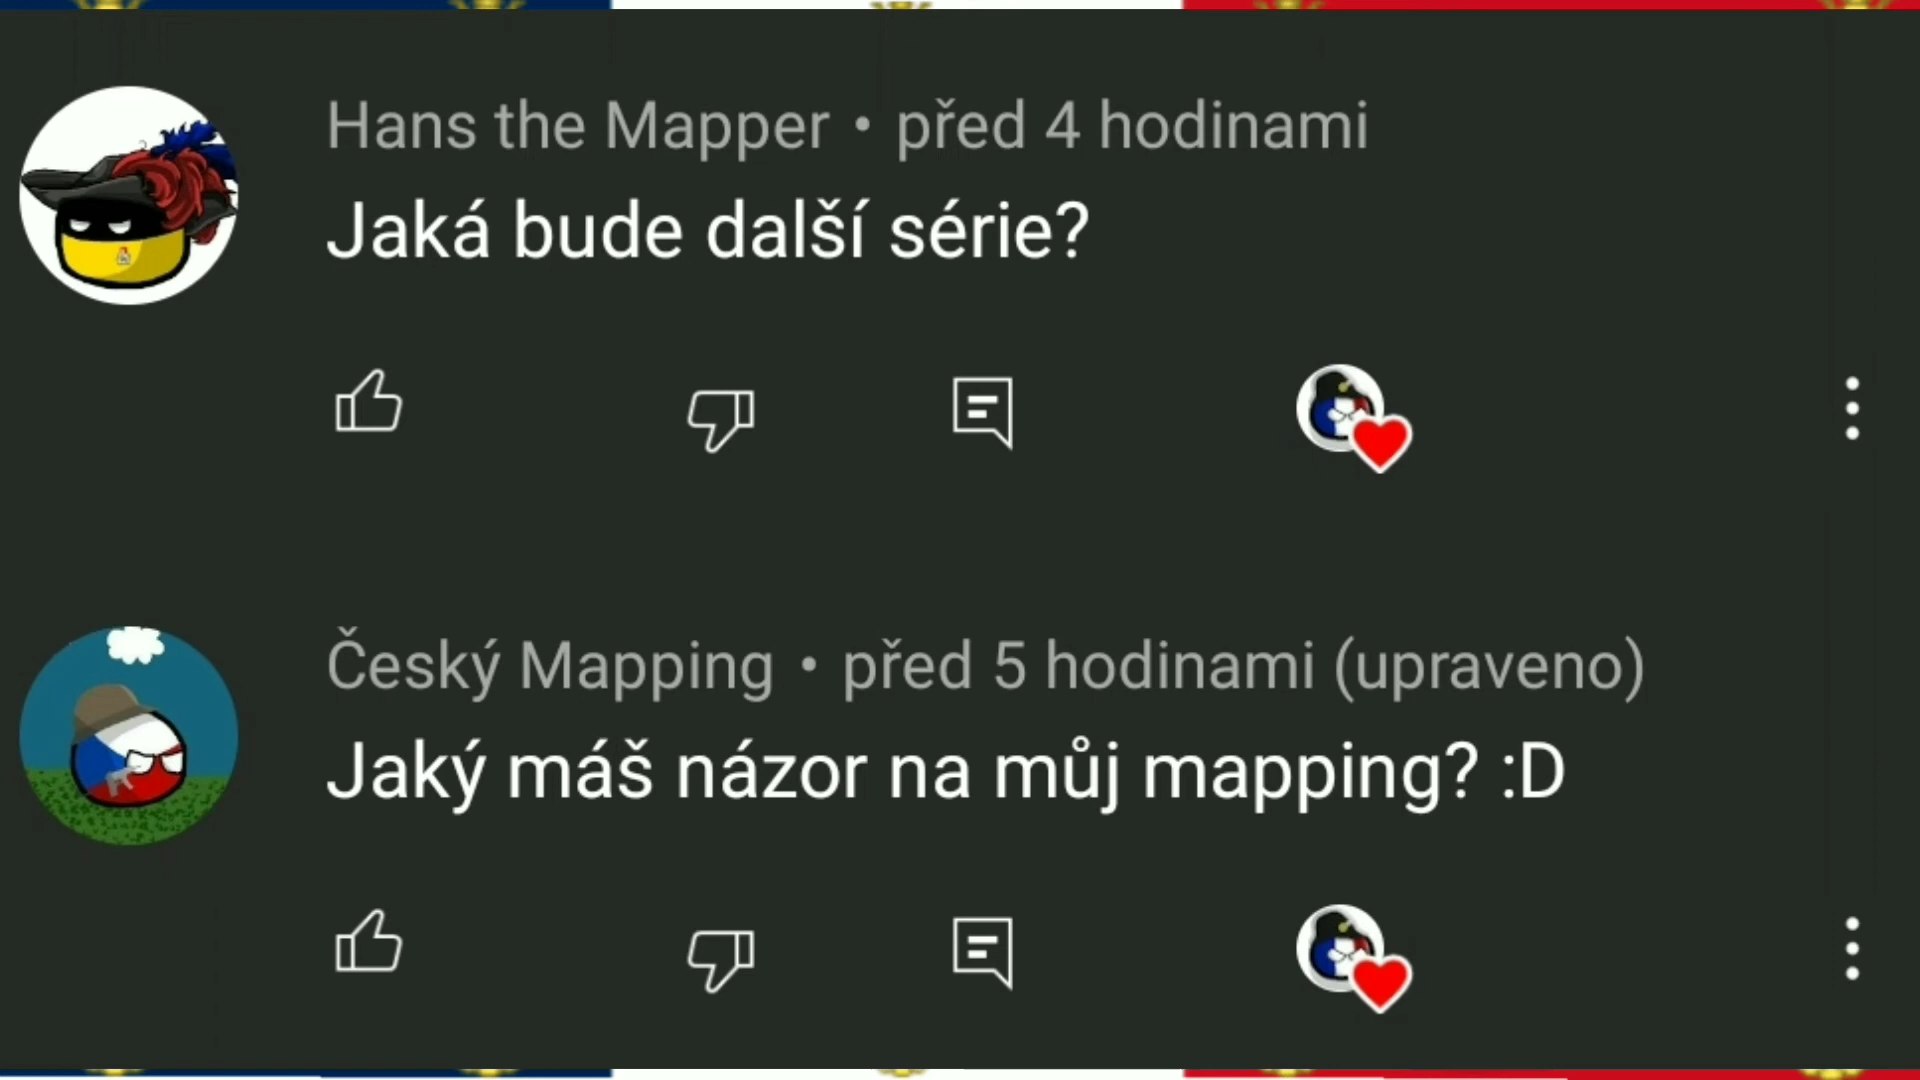 Hans the Mapper • před 4 hodinami
Jaká bude další série?
Český Mapping • před 5 hodinami (upraveno)
Jaký máš názor na můj mapping? :D